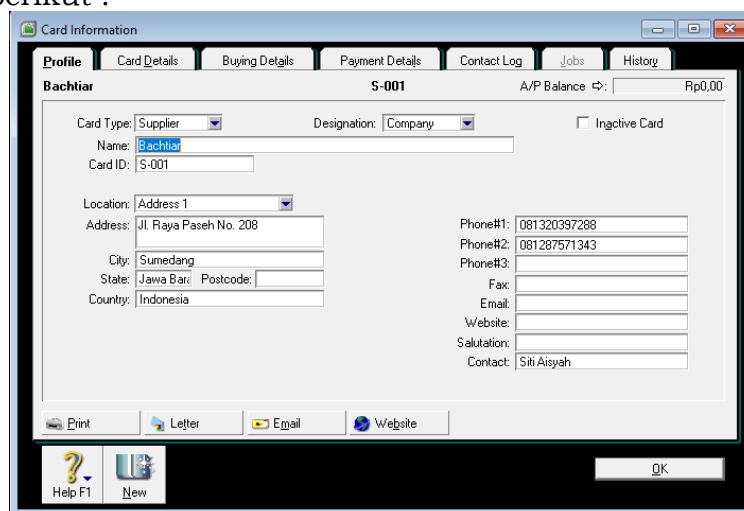 berikut :
Card Information
Profile Card Details Buying Details Payment Details Contact Log Jobs History
Bachtiar S-001 A/P Balance ⇨: Rp0,00
Card Type: Supplier Designation: Company Inactive Card
Name: Bachtiar
Card ID: S-001
Location: Address 1
Address: Jl. Raya Paseh No. 208 Phone#1: 081320397288
Phone#2: 081287571343
City: Sumedang Phone#3:
State: Jawa Bara Postcode: Fax:
Country: Indonesia Email:
Website:
Salutation:
Contact: Siti Aisyah
Print Letter Email Website
Help F1 New OK